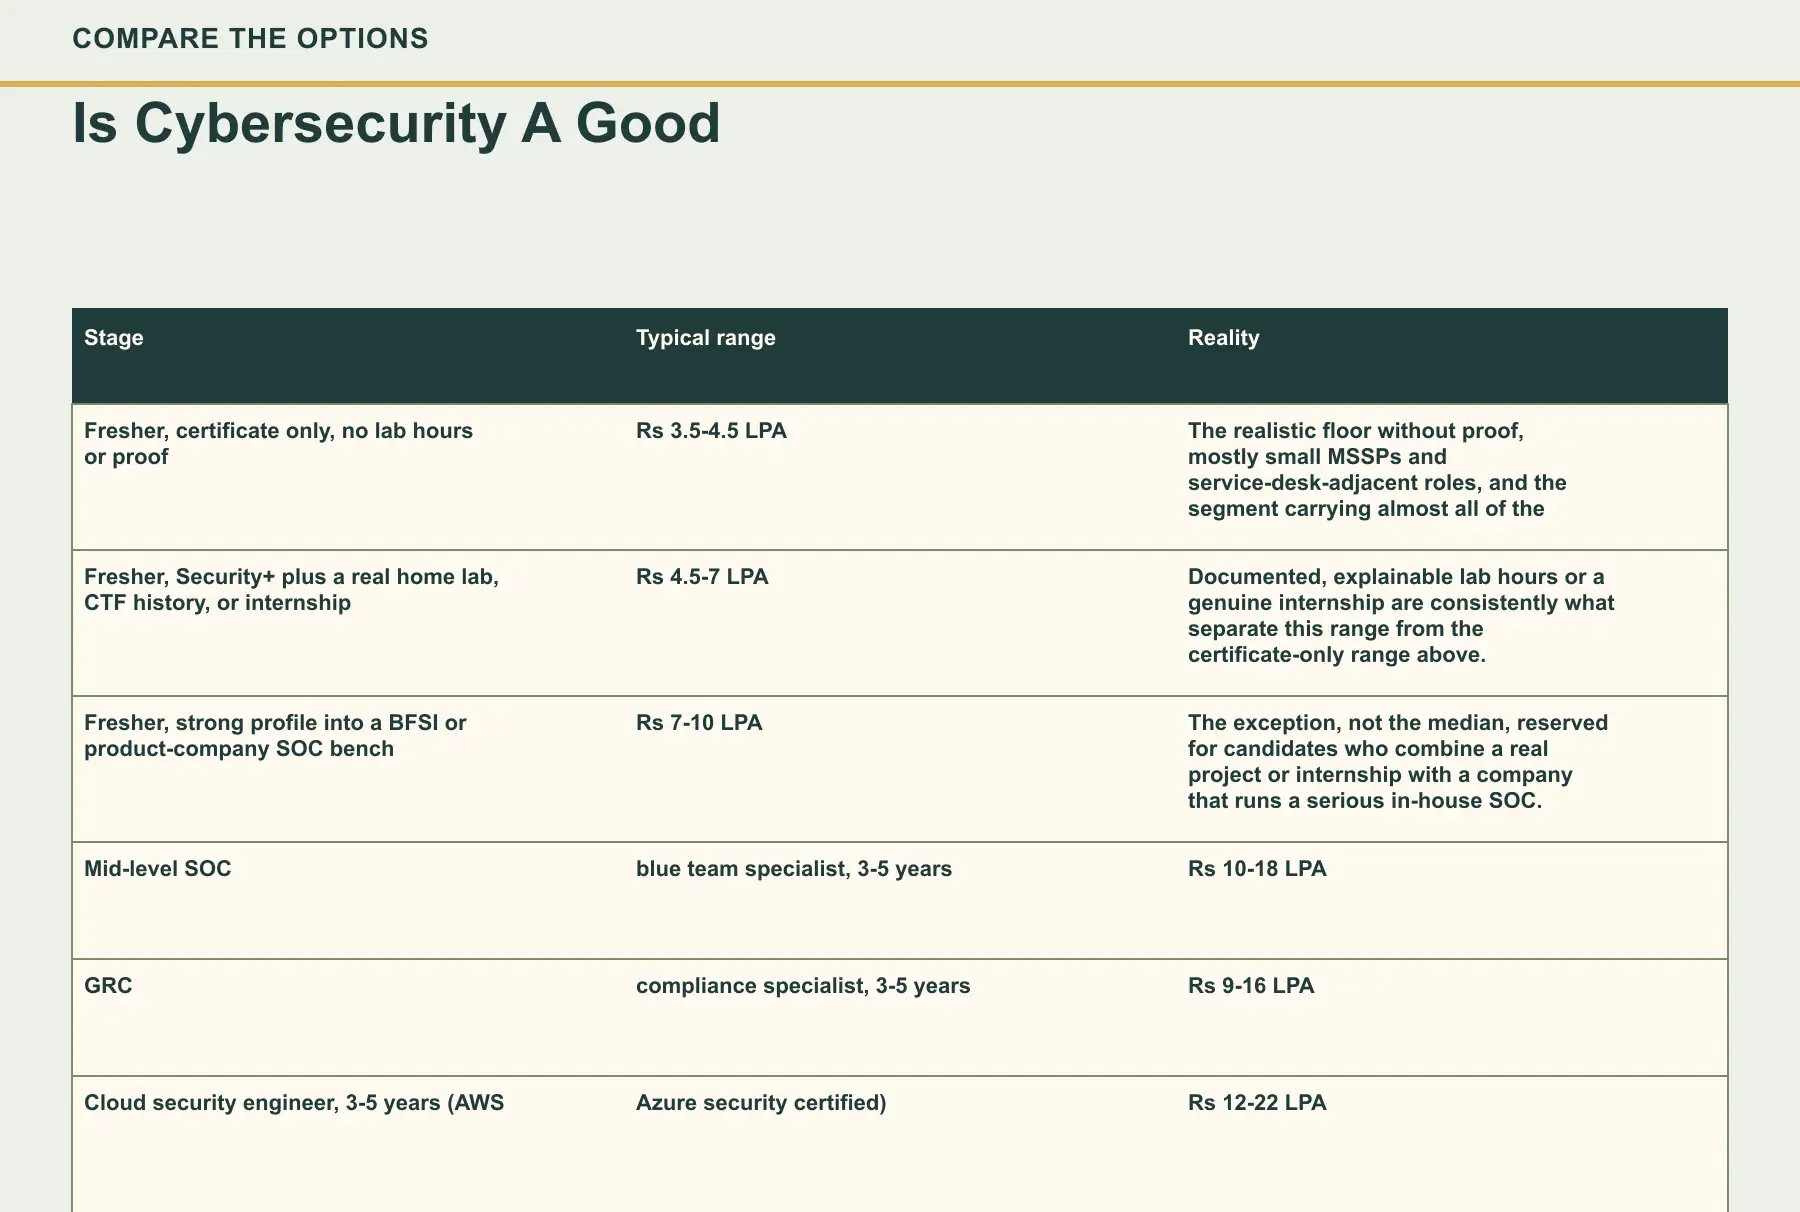 COMPARE THE OPTIONS
Is Cybersecurity A Good
Stage
Typical range
Reality
Fresher, certificate only, no lab hours
or proof
Rs 3.5-4.5 LPA
The realistic floor without proof,
mostly small MSSPs and
service-desk-adjacent roles, and the
segment carrying almost all of the
Fresher, Security+ plus a real home lab,
CTF history, or internship
Rs 4.5-7 LPA
Documented, explainable lab hours or a
genuine internship are consistently what
separate this range from the
certificate-only range above.
Fresher, strong profile into a BFSI or
product-company SOC bench
Rs 7-10 LPA
The exception, not the median, reserved
for candidates who combine a real
project or internship with a company
that runs a serious in-house SOC.
Mid-level SOC
blue team specialist, 3-5 years
Rs 10-18 LPA
GRC
compliance specialist, 3-5 years
Rs 9-16 LPA
Cloud security engineer, 3-5 years (AWS
Azure security certified)
Rs 12-22 LPA